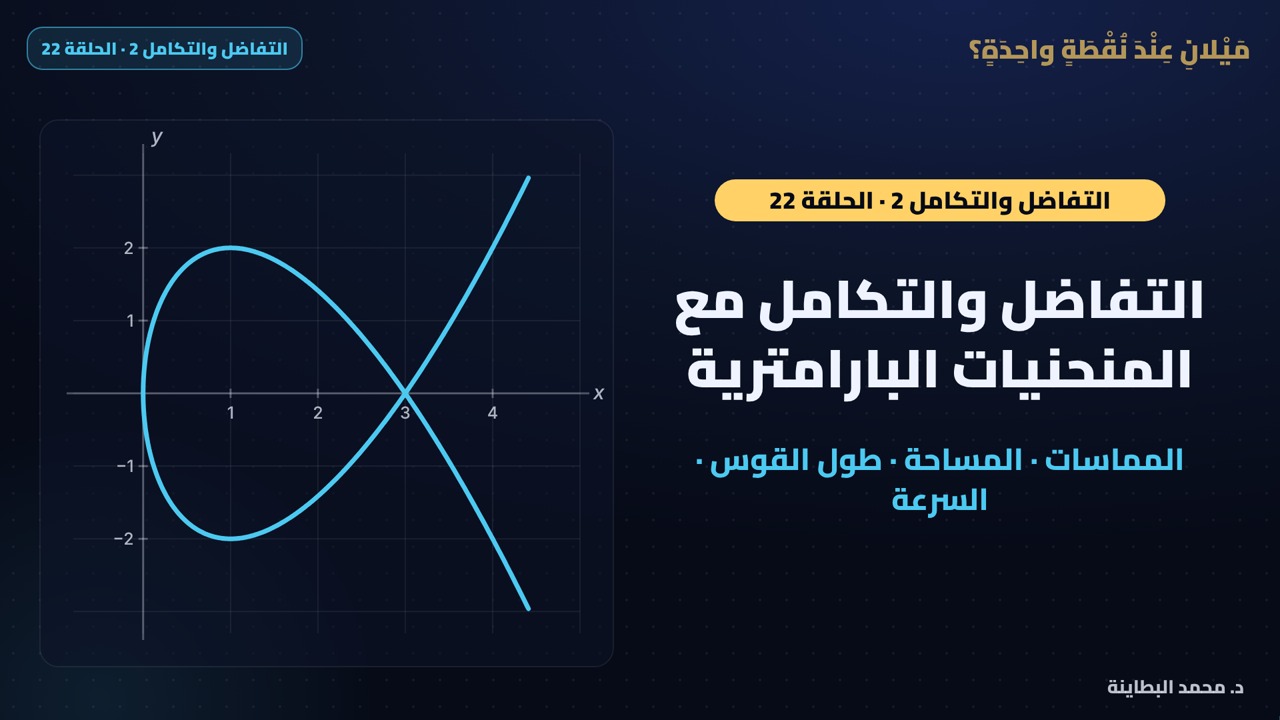 مَيْلانِ عِنْدَ نُقْطَةٍ واحِدَةٍ؟
التفاضل والتكامل 2 · الحلقة 22
التفاضل والتكامل 2 · الحلقة 22
التفاضل والتكامل مع
المنحنيات البارامترية
المماسات · المساحة · طول القوس ·
السرعة
y
2
1
x
1 2 3 4
−1
−2
د. محمد البطاينة